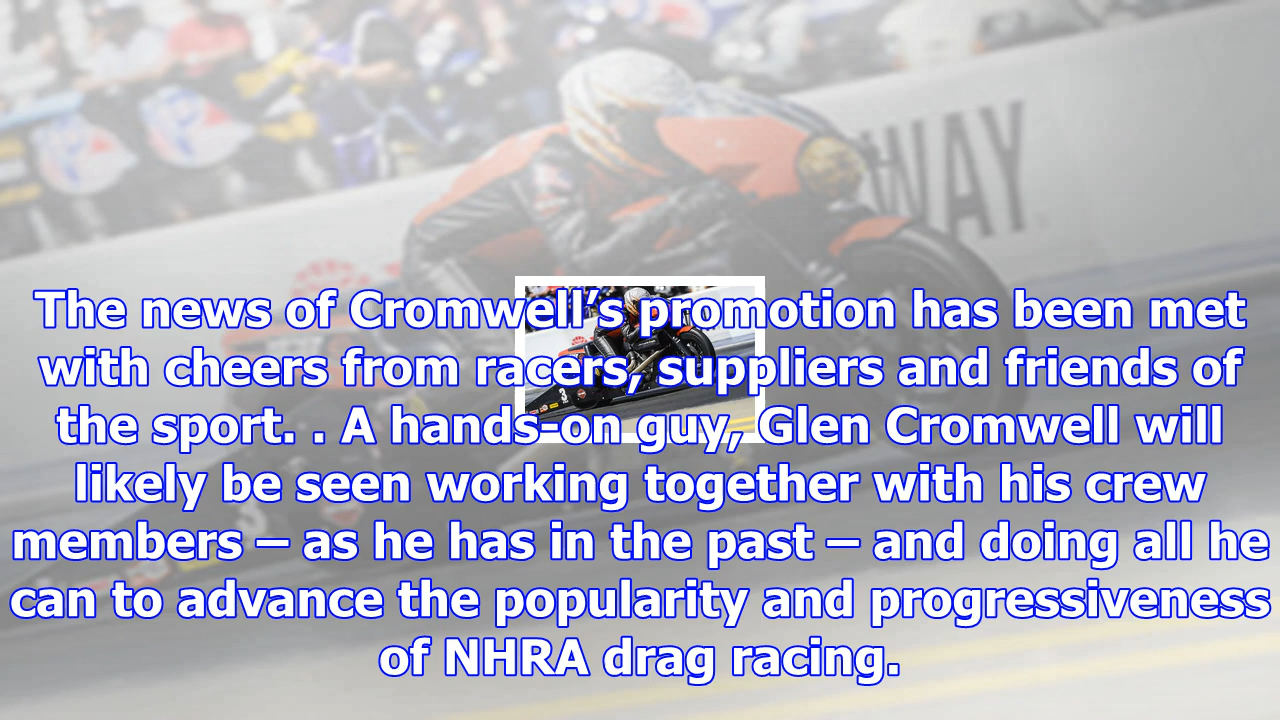 WAY
The news of Cromwell’s promotion has been met
with cheers from racers, suppliers and friends of
the sport. . A hands-on guy, Glen Cromwell will
likely be seen working together with his crew
members – as he has in the past – and doing all he
can to advance the popularity and progressiveness
of NHRA drag racing.